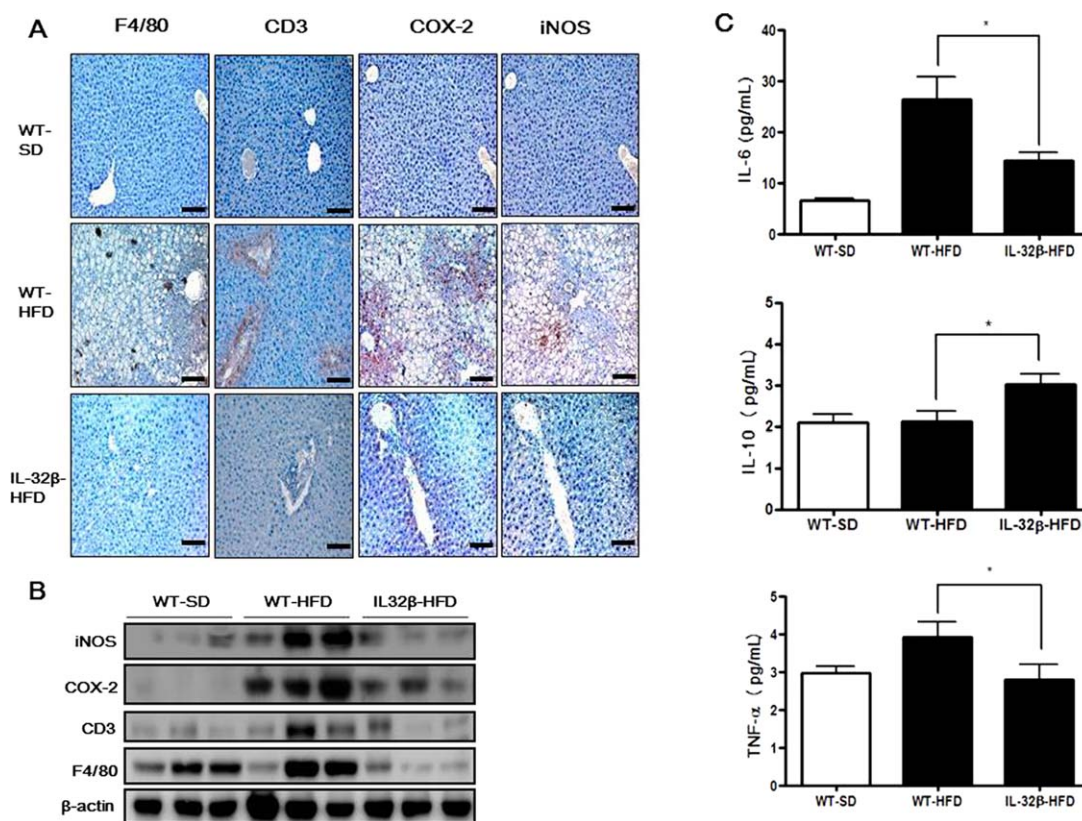 A
F4/80 CD3 COX-2 iNOS
WT-
SD
WT-
HFD
IL-32β-
HFD
B
WT-SD WT-HFD IL32β-HFD
iNOS
COX-2
CD3
F4/80
β-actin
C
IL-6 (pg/mL)
40
30
20
10
0
*
WT-SD WT-HFD IL-32β-HFD
IL-10 ( pg/mL)
5
4
3
2
1
0
*
WT-SD WT-HFD IL-32β-HFD
TNF-α ( pg/mL)
5
4
3
2
1
0
*
WT-SD WT-HFD IL-32β-HFD